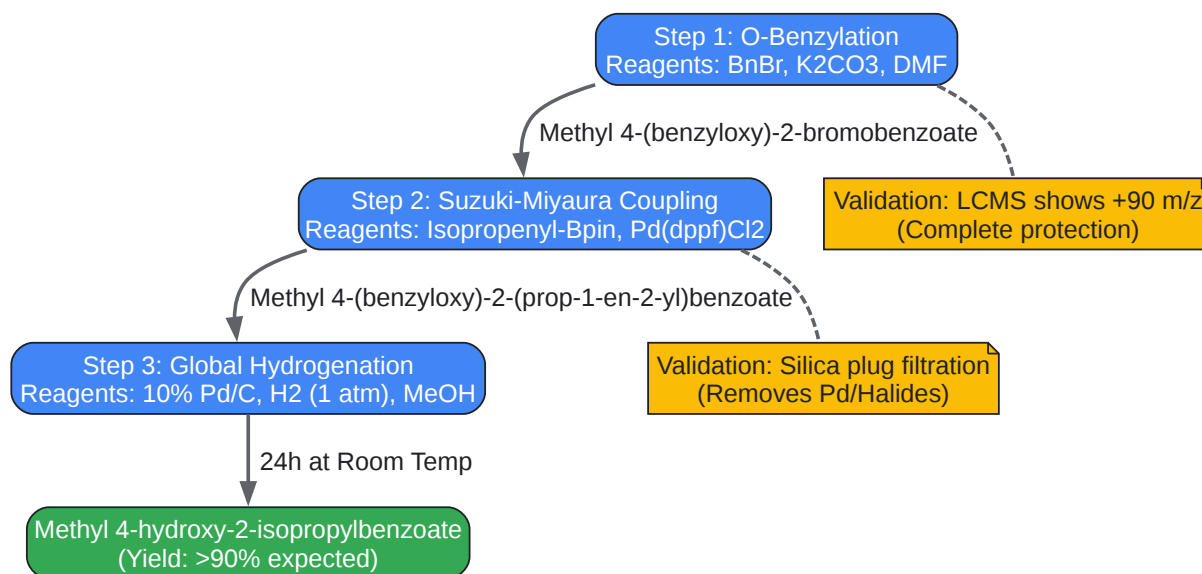 Step 1: O-Benzylation
Reagents: BnBr, K2CO3, DMF
Methyl 4-(benzyloxy)-2-bromobenzoate
Validation: LCMS shows +90 m/z
(Complete protection)
Step 2: Suzuki-Miyaura Coupling
Reagents: Isopropenyl-Bpin, Pd(dppf)Cl2
Methyl 4-(benzyloxy)-2-(prop-1-en-2-yl)benzoate
Validation: Silica plug filtration
(Removes Pd/Halides)
Step 3: Global Hydrogenation
Reagents: 10% Pd/C, H2 (1 atm), MeOH
24h at Room Temp
Methyl 4-hydroxy-2-isopropylbenzoate
(Yield: >90% expected)